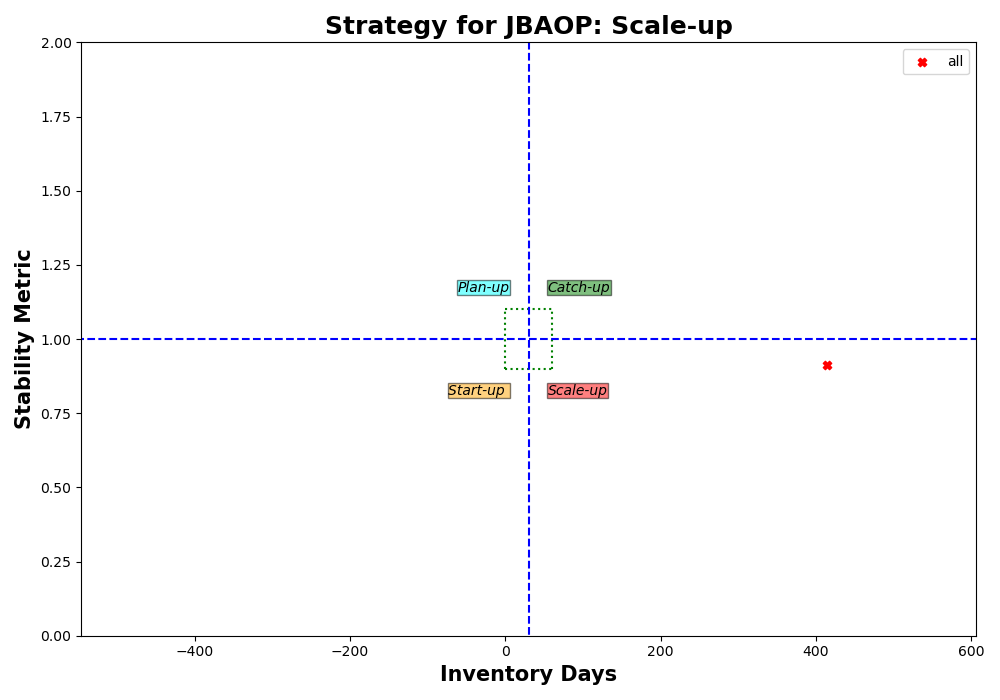 Strategy for JBAOP: Scale-up
all
2.00
1.75
1.50
1.25
1.00
0.75
0.50
0.25
0.00
Stability Metric
Plan-up
Catch-up
Start-up
Scale-up
−400
−200
0
200
400
600
Inventory Days